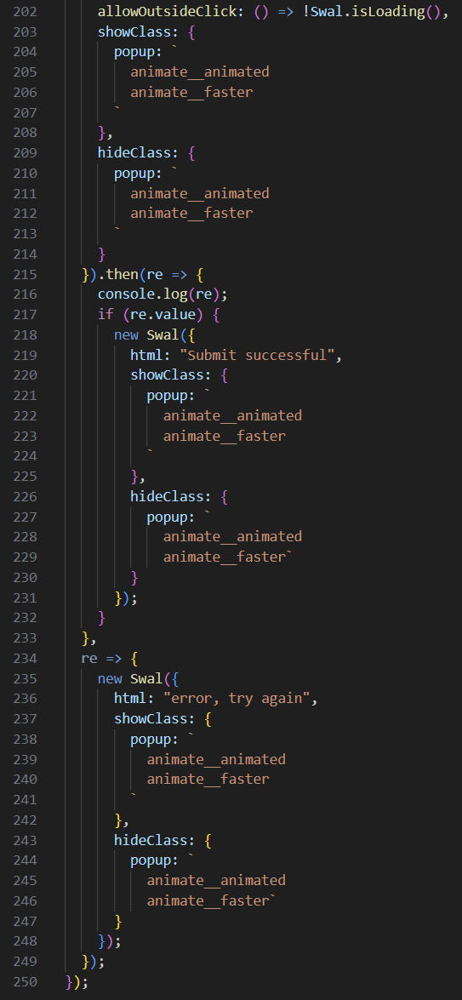 202 allowOutsideClick: () => !Swal.isLoading(),
203 showClass: {
204 popup: `
205 animate__animated
206 animate__faster
207 `
208 },
209 hideClass: {
210 popup: `
211 animate__animated
212 animate__faster
213 `
214 }
215 }).then(re => {
216 console.log(re);
217 if (re.value) {
218 new Swal({
219 html: "Submit successful",
220 showClass: {
221 popup: `
222 animate__animated
223 animate__faster
224 `
225 },
226 hideClass: {
227 popup: `
228 animate__animated
229 animate__faster`
230 }
231 });
232 }
233 },
234 re => {
235 new Swal({
236 html: "error, try again",
237 showClass: {
238 popup: `
239 animate__animated
240 animate__faster
241 `
242 },
243 hideClass: {
244 popup: `
245 animate__animated
246 animate__faster`
247 }
248 });
249 });
250 });